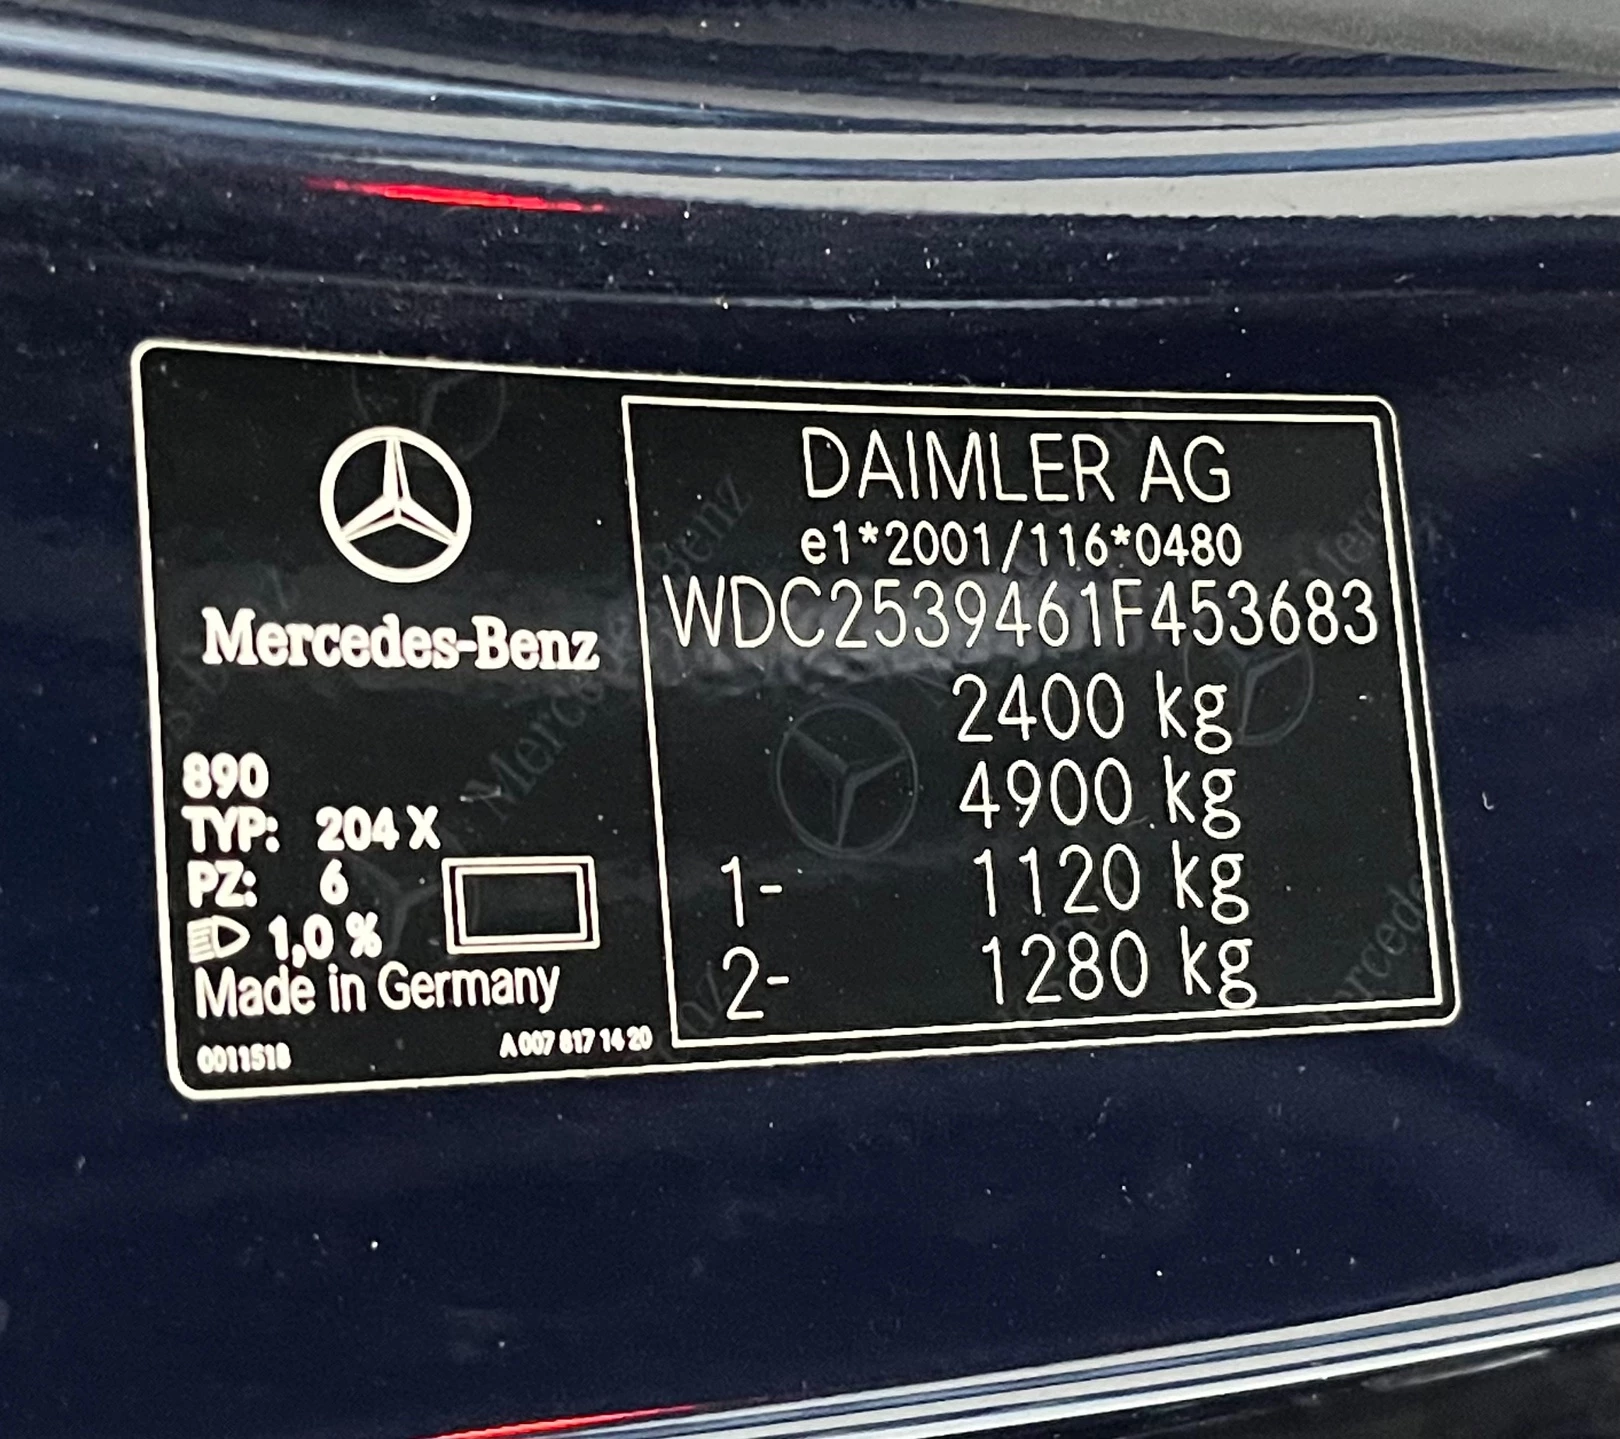 Mercedes-Benz
890
TYP: 204 X
PZ: 6
1,0 %
Made in Germany
0011518
A 007 817 14 20
DAIMLER AG
e1*2001/116*0480
WDC2539461F453683
2400 kg
4900 kg
1- 1120 kg
2- 1280 kg